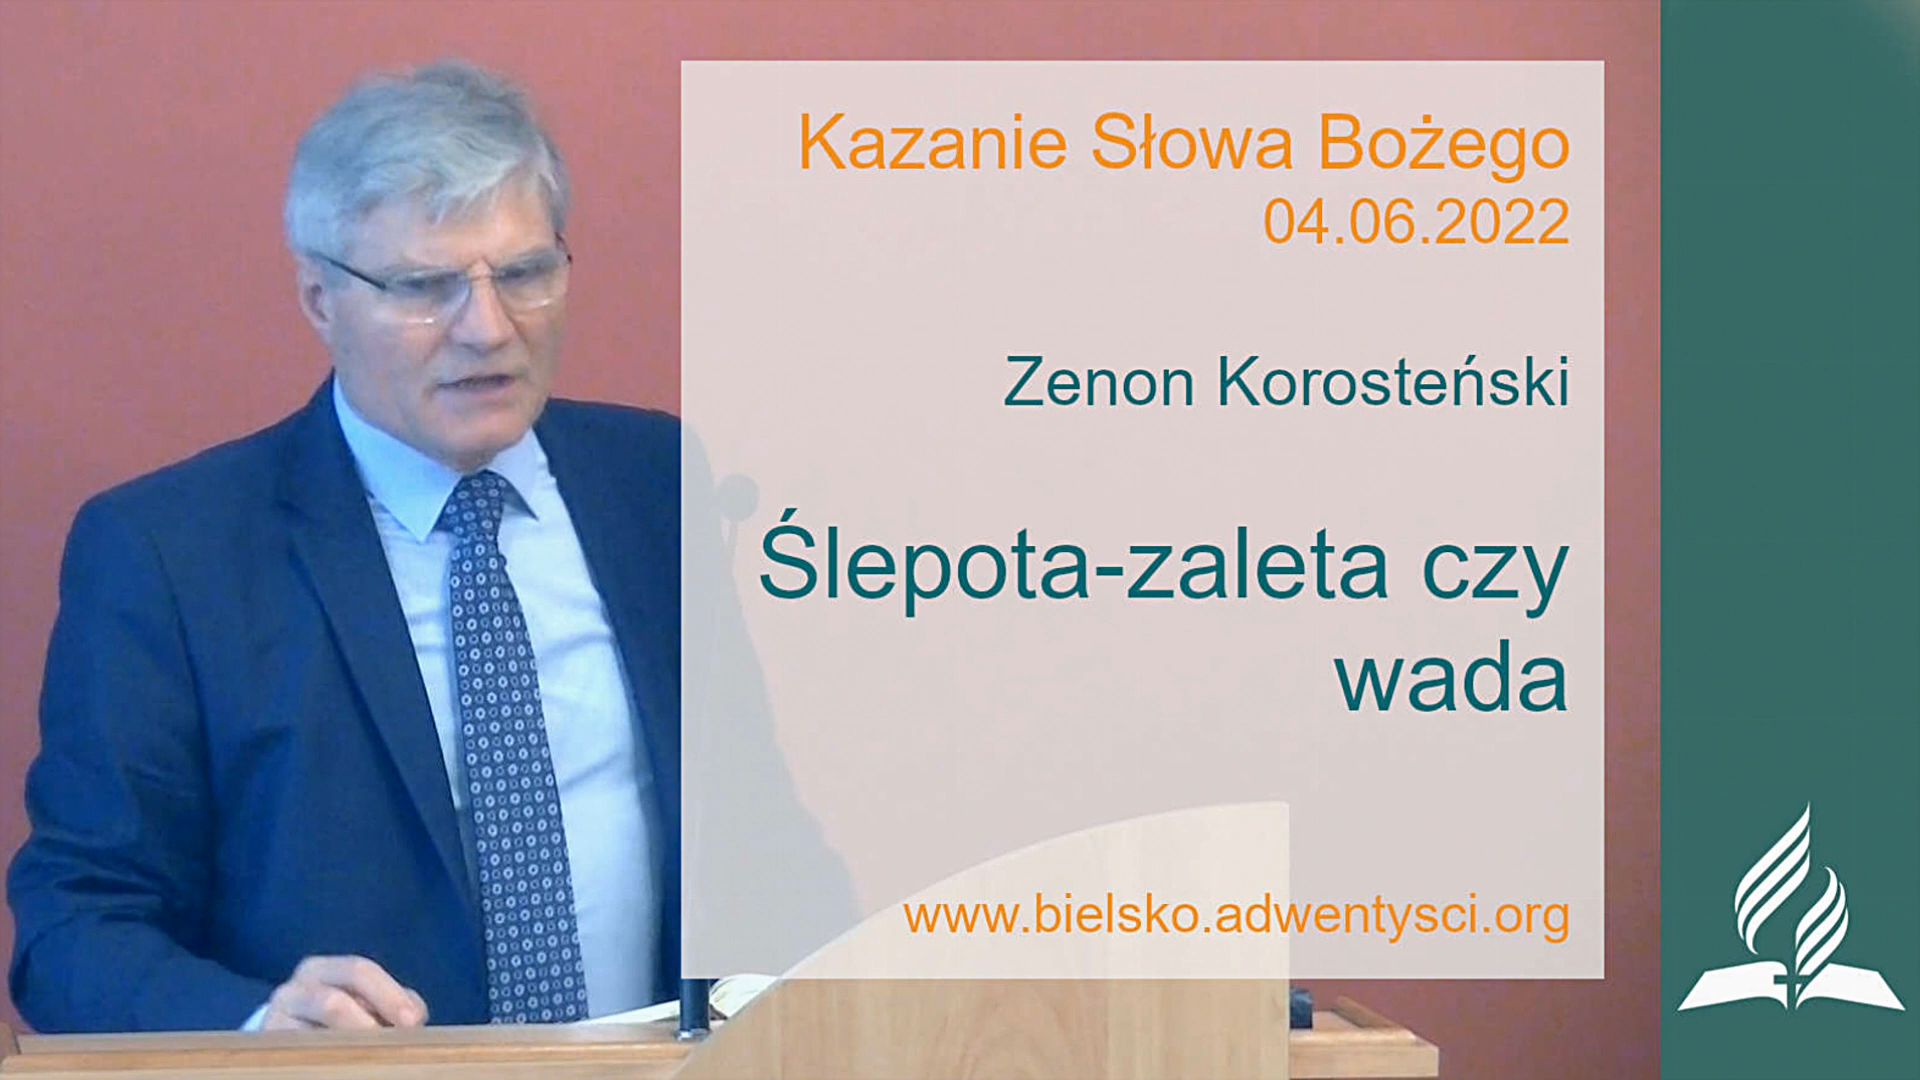 Kazanie Słowa Bożego
04.06.2022
Zenon Korosteński
Ślepota-zaleta czy
wada
www.bielsko.adwentysci.org